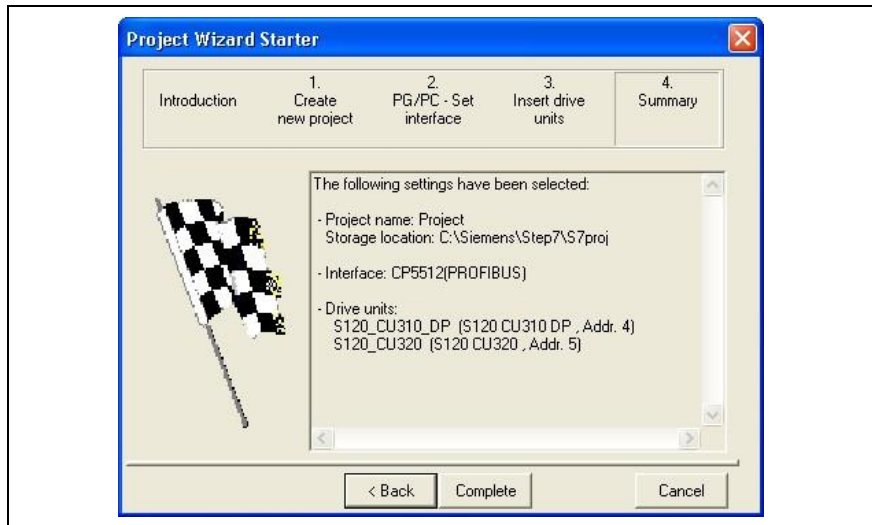 Project Wizard Starter
Introduction
1.
Create
new project
2.
PG/PC - Set
interface
3.
Insert drive
units
4.
Summary
The following settings have been selected:
- Project name: Project
Storage location: C:\Siemens\Step7\S7proj
- Interface: CP5512(PROFIBUS)
- Drive units:
S120_CU310_DP (S120 CU310 DP , Addr. 4)
S120_CU320 (S120 CU320 , Addr. 5)
< Back
Complete
Cancel